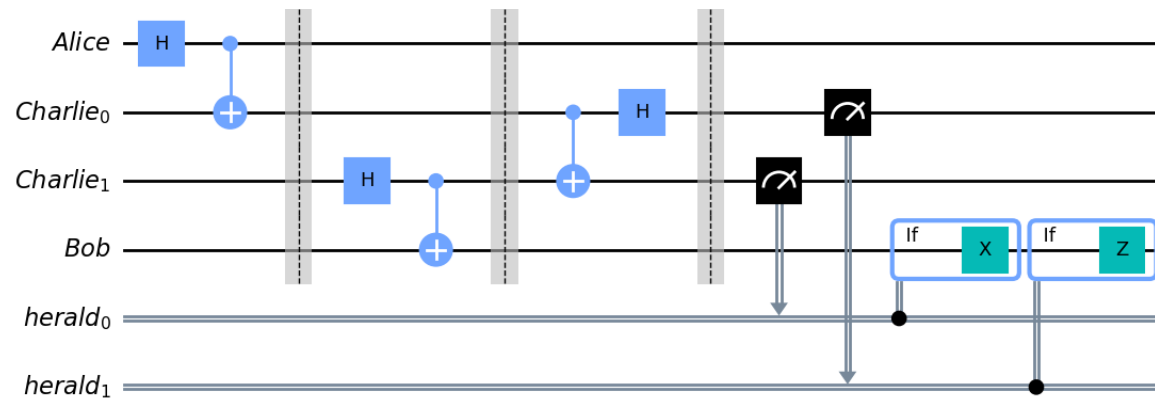 Alice H
Charlie₀ H
Charlie₁ H
Bob If X If Z
herald₀
herald₁